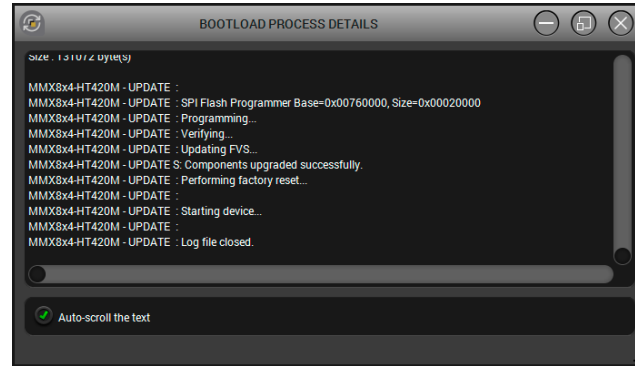 BOOTLOAD PROCESS DETAILS
Size : 131072 byte(s)
MMX8x4-HT420M - UPDATE :
MMX8x4-HT420M - UPDATE : SPI Flash Programmer Base=0x00760000, Size=0x00020000
MMX8x4-HT420M - UPDATE : Programming...
MMX8x4-HT420M - UPDATE : Verifying...
MMX8x4-HT420M - UPDATE : Updating FVS...
MMX8x4-HT420M - UPDATE S: Components upgraded successfully.
MMX8x4-HT420M - UPDATE : Performing factory reset...
MMX8x4-HT420M - UPDATE :
MMX8x4-HT420M - UPDATE : Starting device...
MMX8x4-HT420M - UPDATE :
MMX8x4-HT420M - UPDATE : Log file closed.
Auto-scroll the text